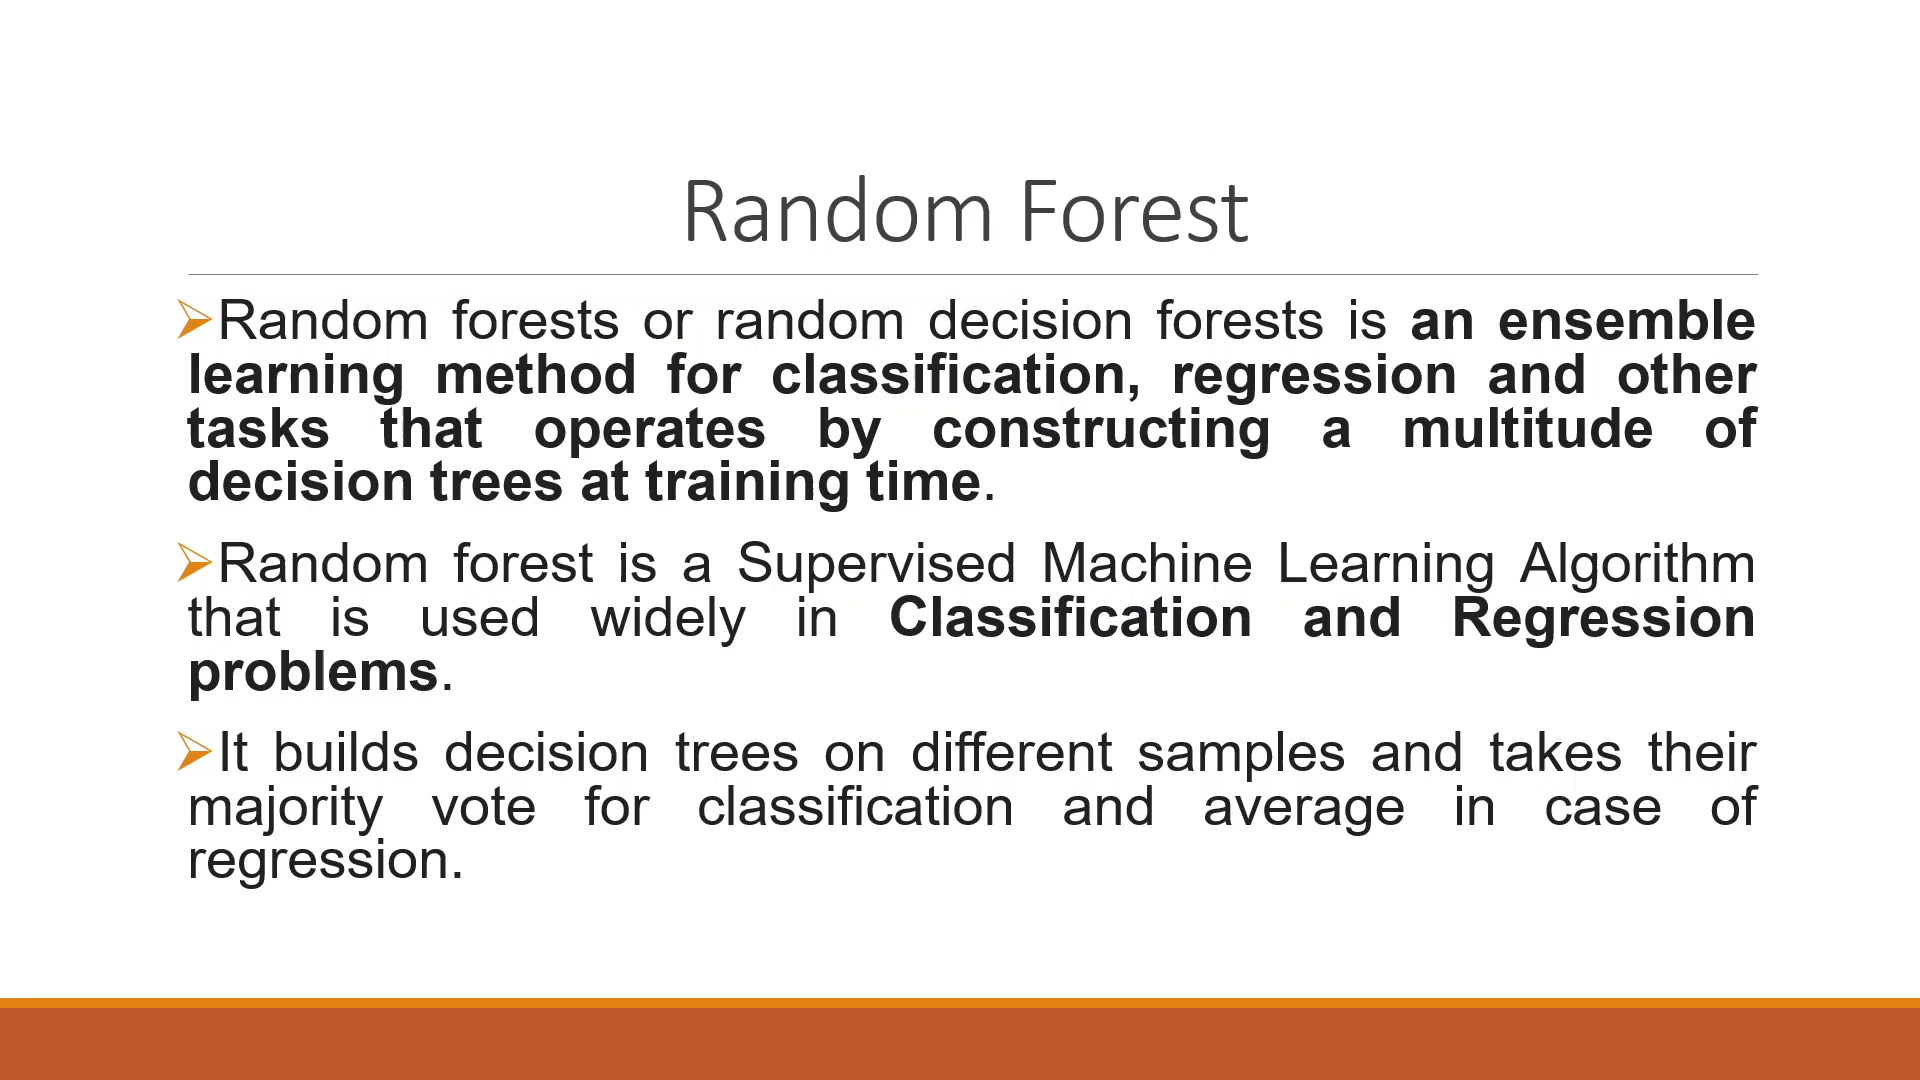 Random Forest
➢Random forests or random decision forests is an ensemble
learning method for classification, regression and other
tasks that operates by constructing a multitude of
decision trees at training time.
➢Random forest is a Supervised Machine Learning Algorithm
that is used widely in Classification and Regression
problems.
➢It builds decision trees on different samples and takes their
majority vote for classification and average in case of
regression.